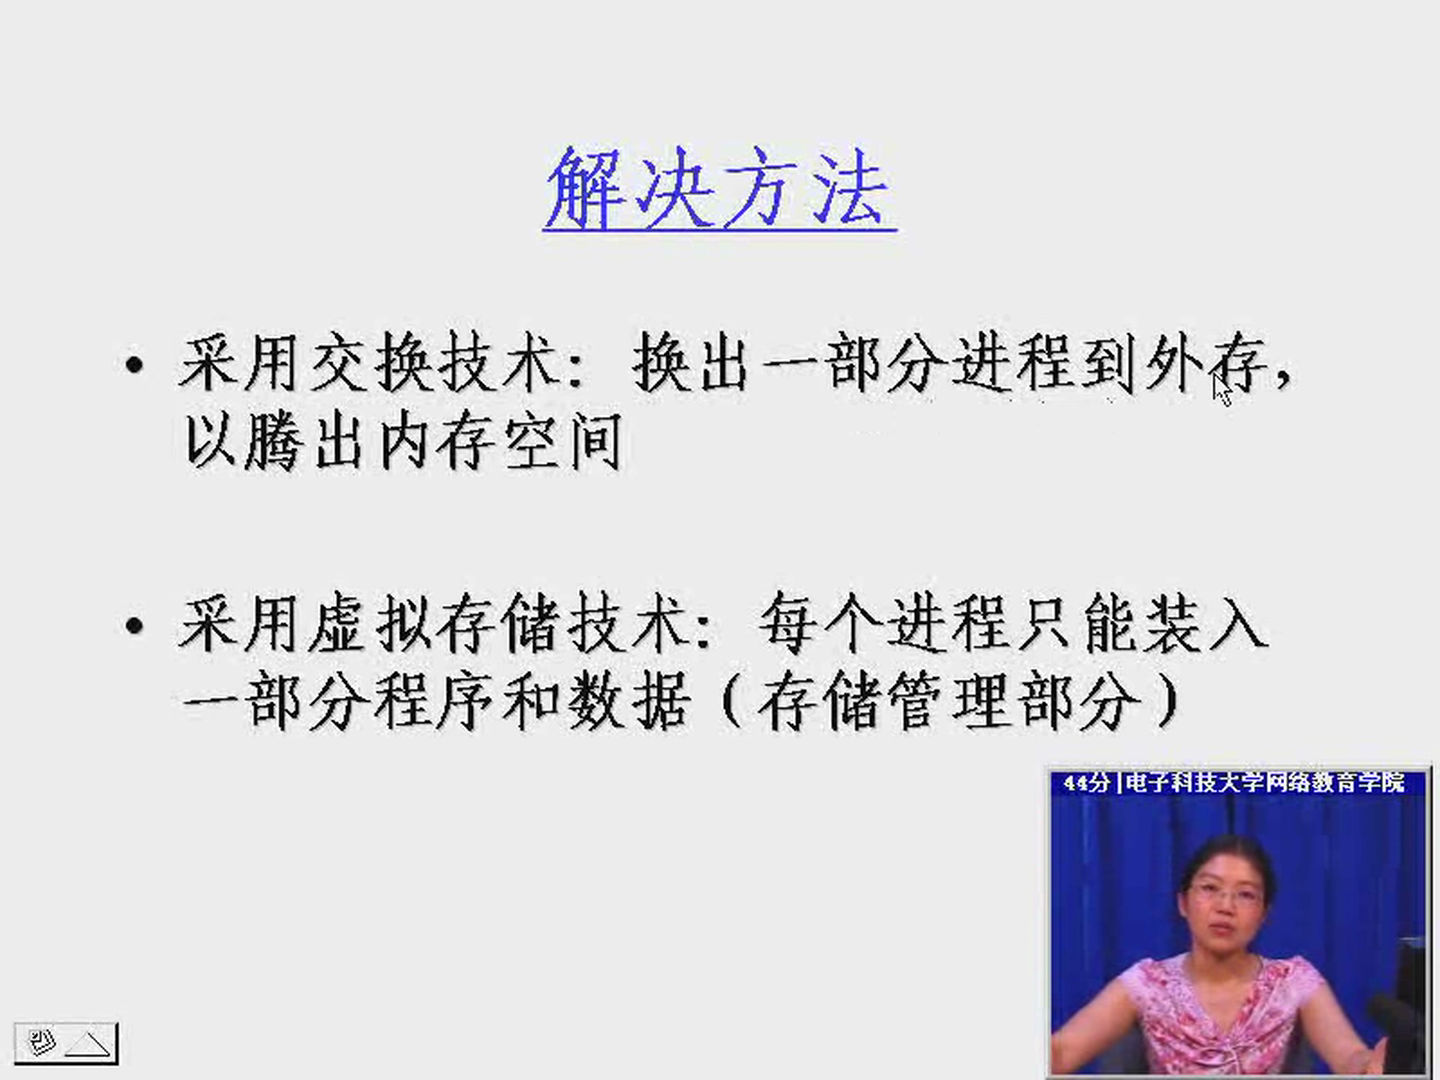 解决方法
• 采用交换技术：换出一部分进程到外存，
以腾出内存空间
• 采用虚拟存储技术：每个进程只能装入
一部分程序和数据（存储管理部分）
44分|电子科技大学网络教育学院